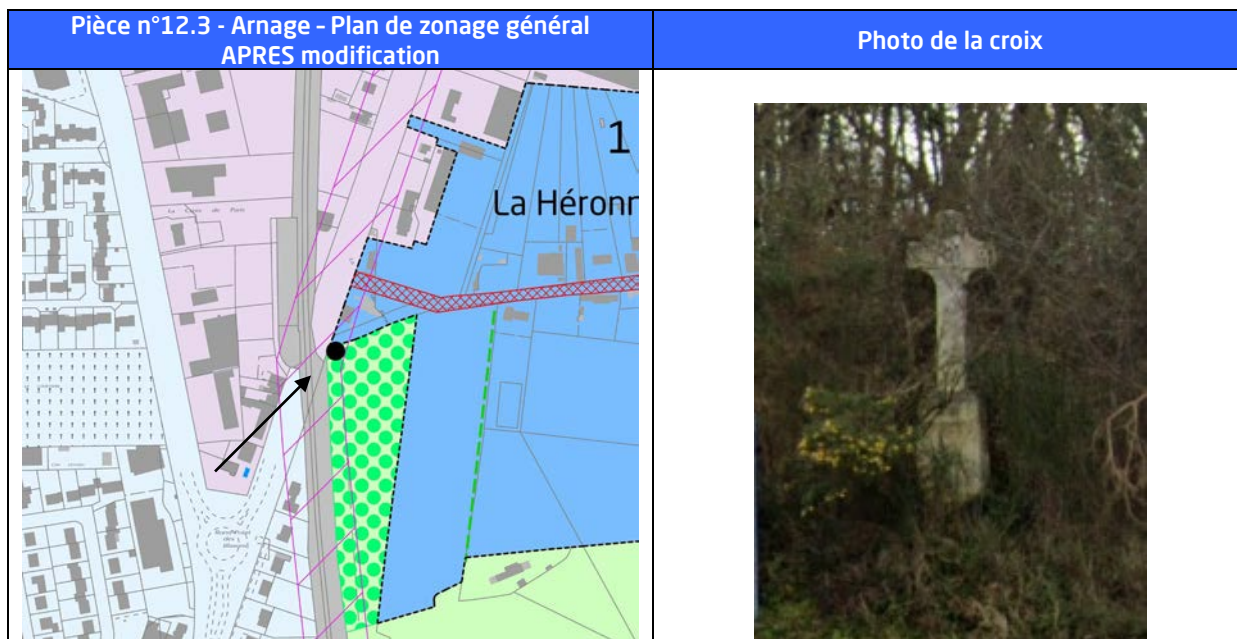 Pièce n°12.3 - Arnage – Plan de zonage général
APRES modification
Photo de la croix
1
La Héronn